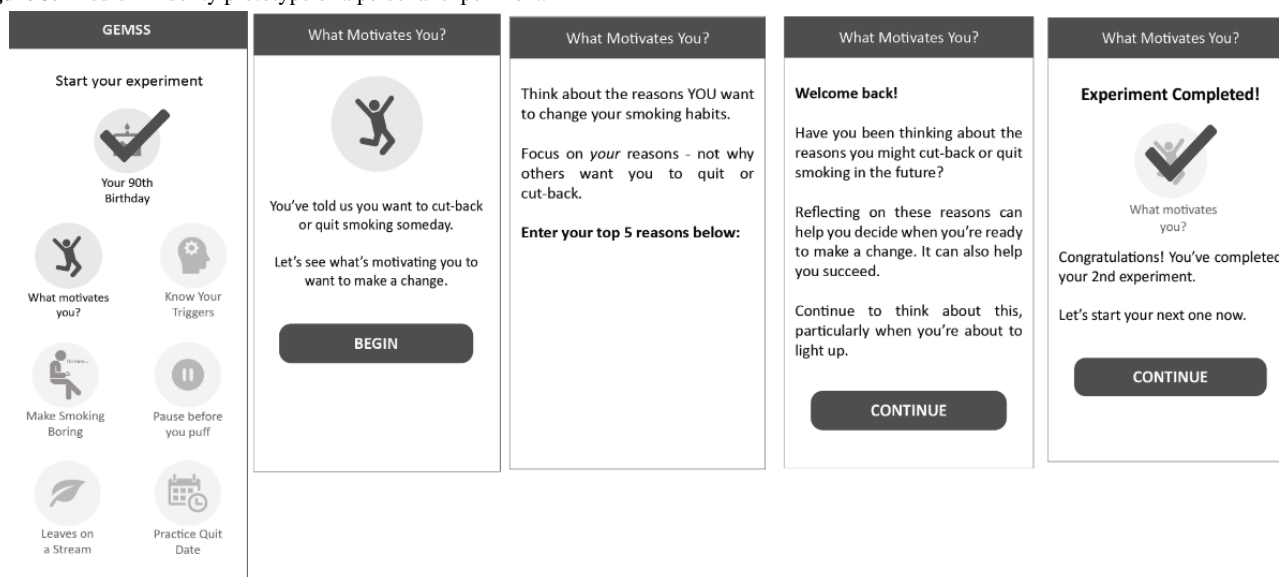 GEMSS
Start your experiment
Your 90th
Birthday
What motivates
you?
Know Your
Triggers
Make Smoking
Boring
Pause before
you puff
Leaves on
a Stream
Practice Quit
Date
What Motivates You?
You've told us you want to cut-back
or quit smoking someday.
Let's see what's motivating you to
want to make a change.
BEGIN
What Motivates You?
Think about the reasons YOU want
to change your smoking habits.
Focus on your reasons - not why
others want you to quit or
cut-back.
Enter your top 5 reasons below:
What Motivates You?
Welcome back!
Have you been thinking about the
reasons you might cut-back or quit
smoking in the future?
Reflecting on these reasons can
help you decide when you're ready
to make a change. It can also help
you succeed.
Continue to think about this,
particularly when you're about to
light up.
CONTINUE
What Motivates You?
Experiment Completed!
What motivates
you?
Congratulations! You've completed
your 2nd experiment.
Let's start your next one now.
CONTINUE